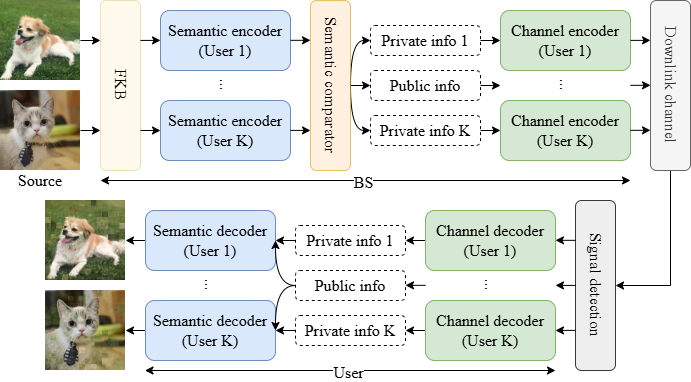 Source
FKB
Semantic encoder
(User 1)
⋮
Semantic encoder
(User K)
Semantic comparator
Private info 1
Public info
Private info K
Channel encoder
(User 1)
⋮
Channel encoder
(User K)
Downlink channel
BS
Semantic decoder
(User 1)
⋮
Semantic decoder
(User K)
Private info 1
Public info
Private info K
Channel decoder
(User 1)
⋮
Channel decoder
(User K)
Signal detection
User